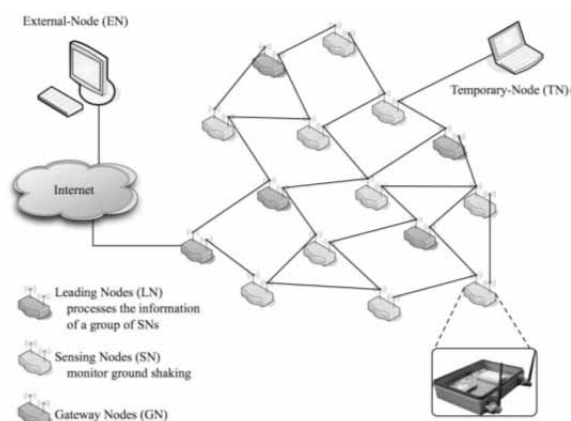 External-Node (EN)
Temporary-Node (TN)
Internet
Leading Nodes (LN)
processes the information
of a group of SNs
Sensing Nodes (SN)
monitor ground shaking
Gateway Nodes (GN)